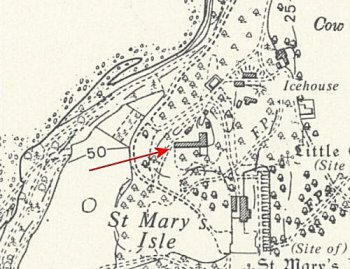 25
Cow
Icehouse
F.P.
50
Little
(Site
St Mary's
Isle
F.P.
(Site of)
St Mary's